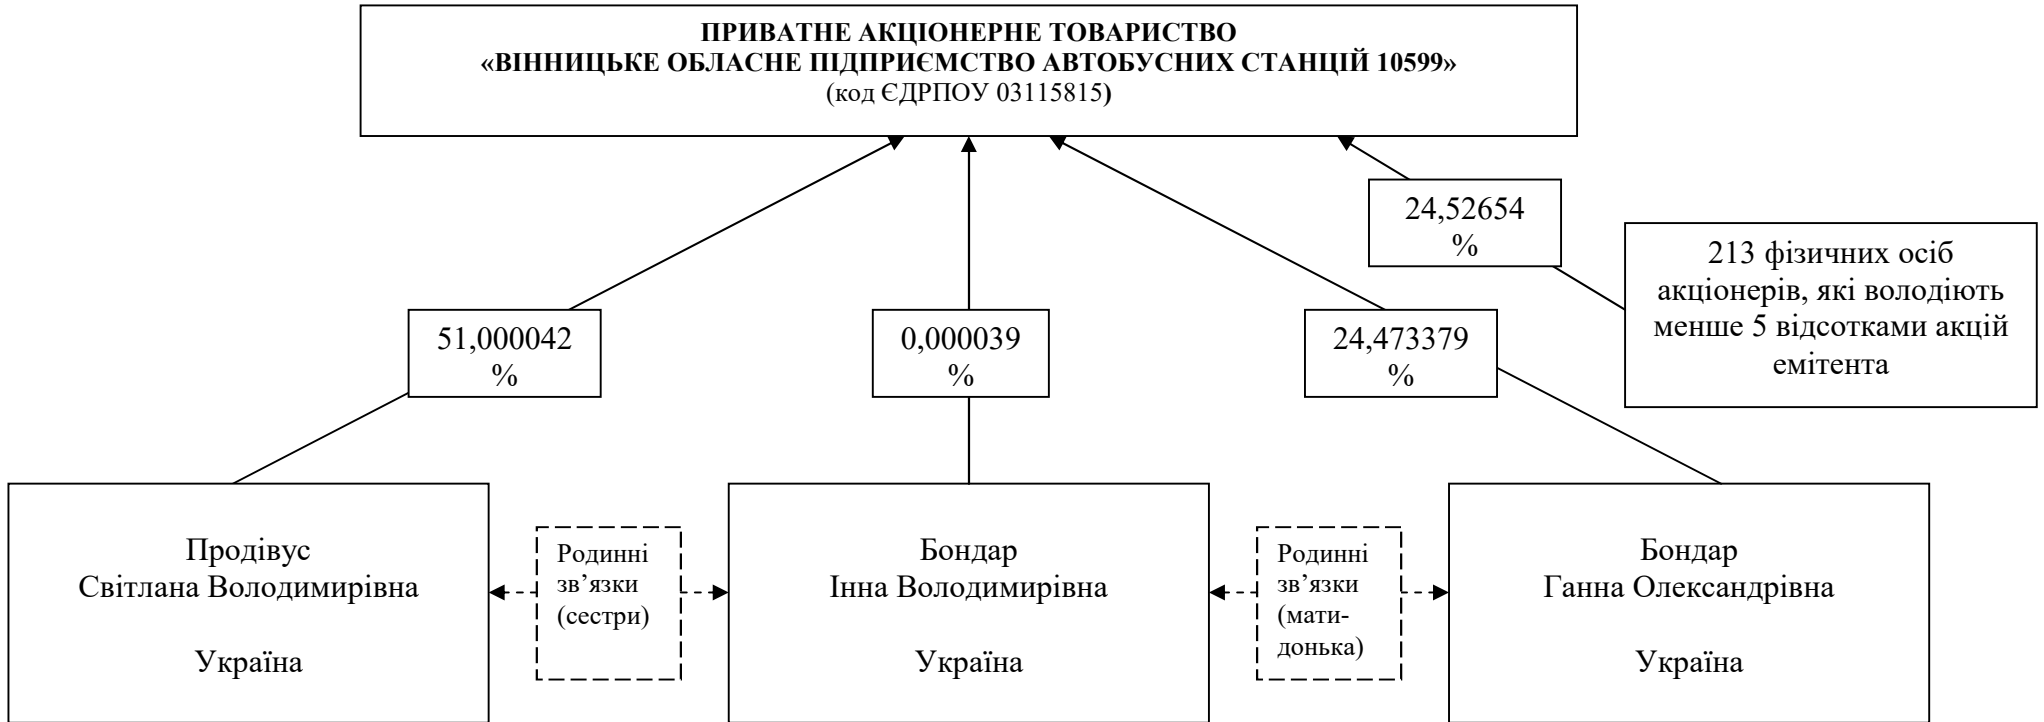 ПРИВАТНЕ АКЦІОНЕРНЕ ТОВАРИСТВО
«ВІННИЦЬКЕ ОБЛАСНЕ ПІДПРИЄМСТВО АВТОБУСНИХ СТАНЦІЙ 10599»
(код ЄДРПОУ 03115815)
24,52654
%
213 фізичних осіб
акціонерів, які володіють
менше 5 відсотками акцій
емітента
51,000042
%
0,000039
%
24,473379
%
Продівус
Світлана Володимирівна
Україна
Родинні
зв’язки
(сестри)
Бондар
Інна Володимирівна
Україна
Родинні
зв’язки
(мати-
донька)
Бондар
Ганна Олександрівна
Україна